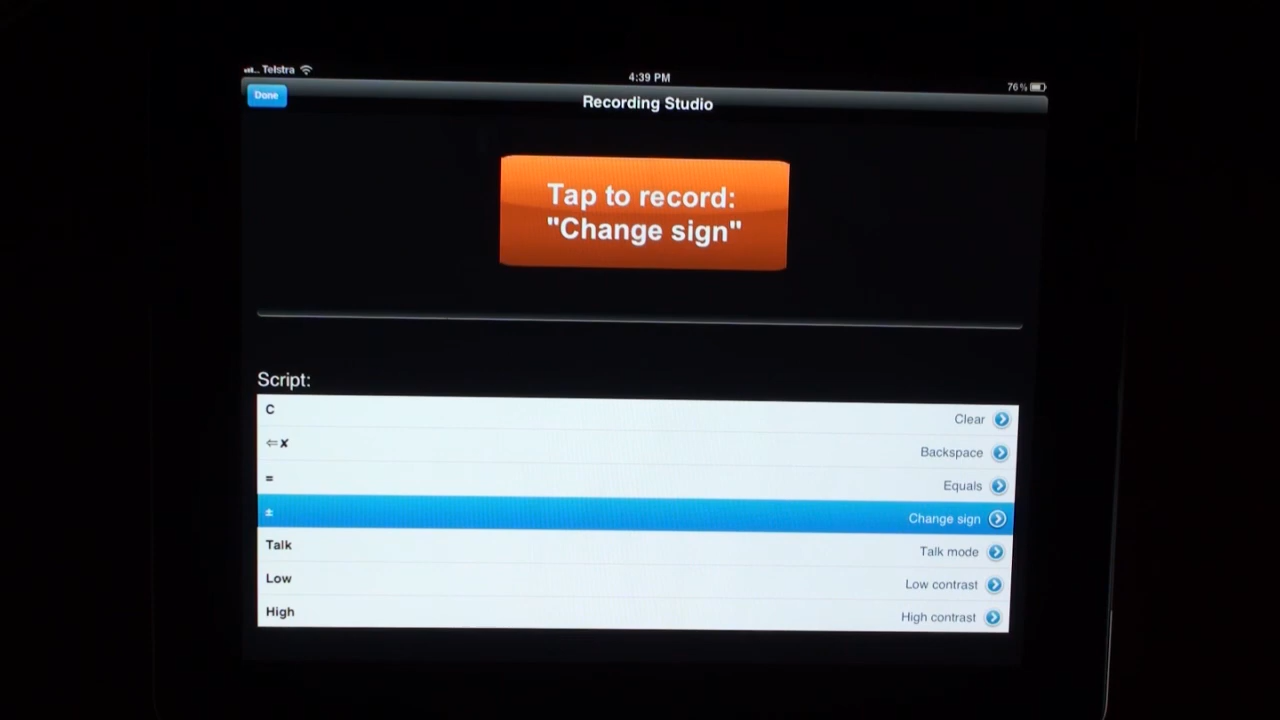 Telstra
4:39 PM
76%
Done
Recording Studio
Tap to record:
"Change sign"
Script:
C Clear
⇐✘ Backspace
= Equals
± Change sign
Talk Talk mode
Low Low contrast
High High contrast